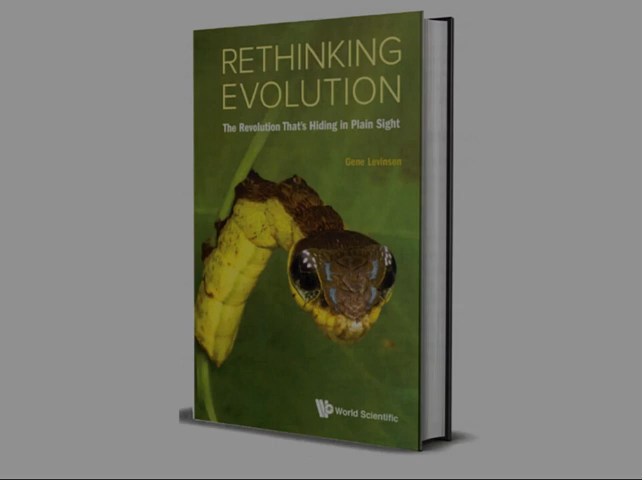 RETHINKING
EVOLUTION
The Revolution That's Hiding in Plain Sight
Gene Levinson
World Scientific